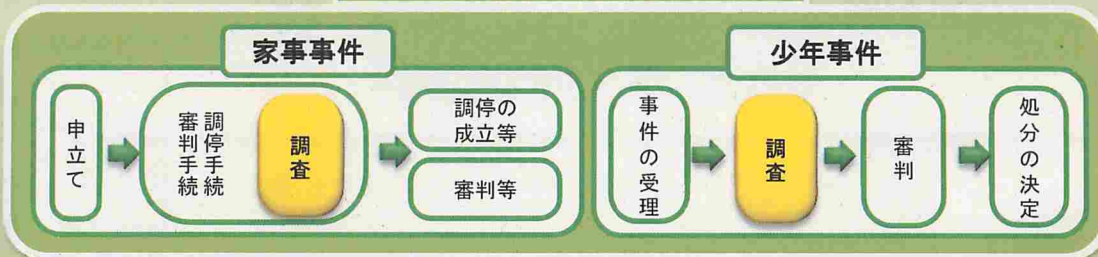 家事事件
申立て
調停手続
審判手続
調査
調停の
成立等
審判等
少年事件
事件の受理
調査
審判
処分の決定